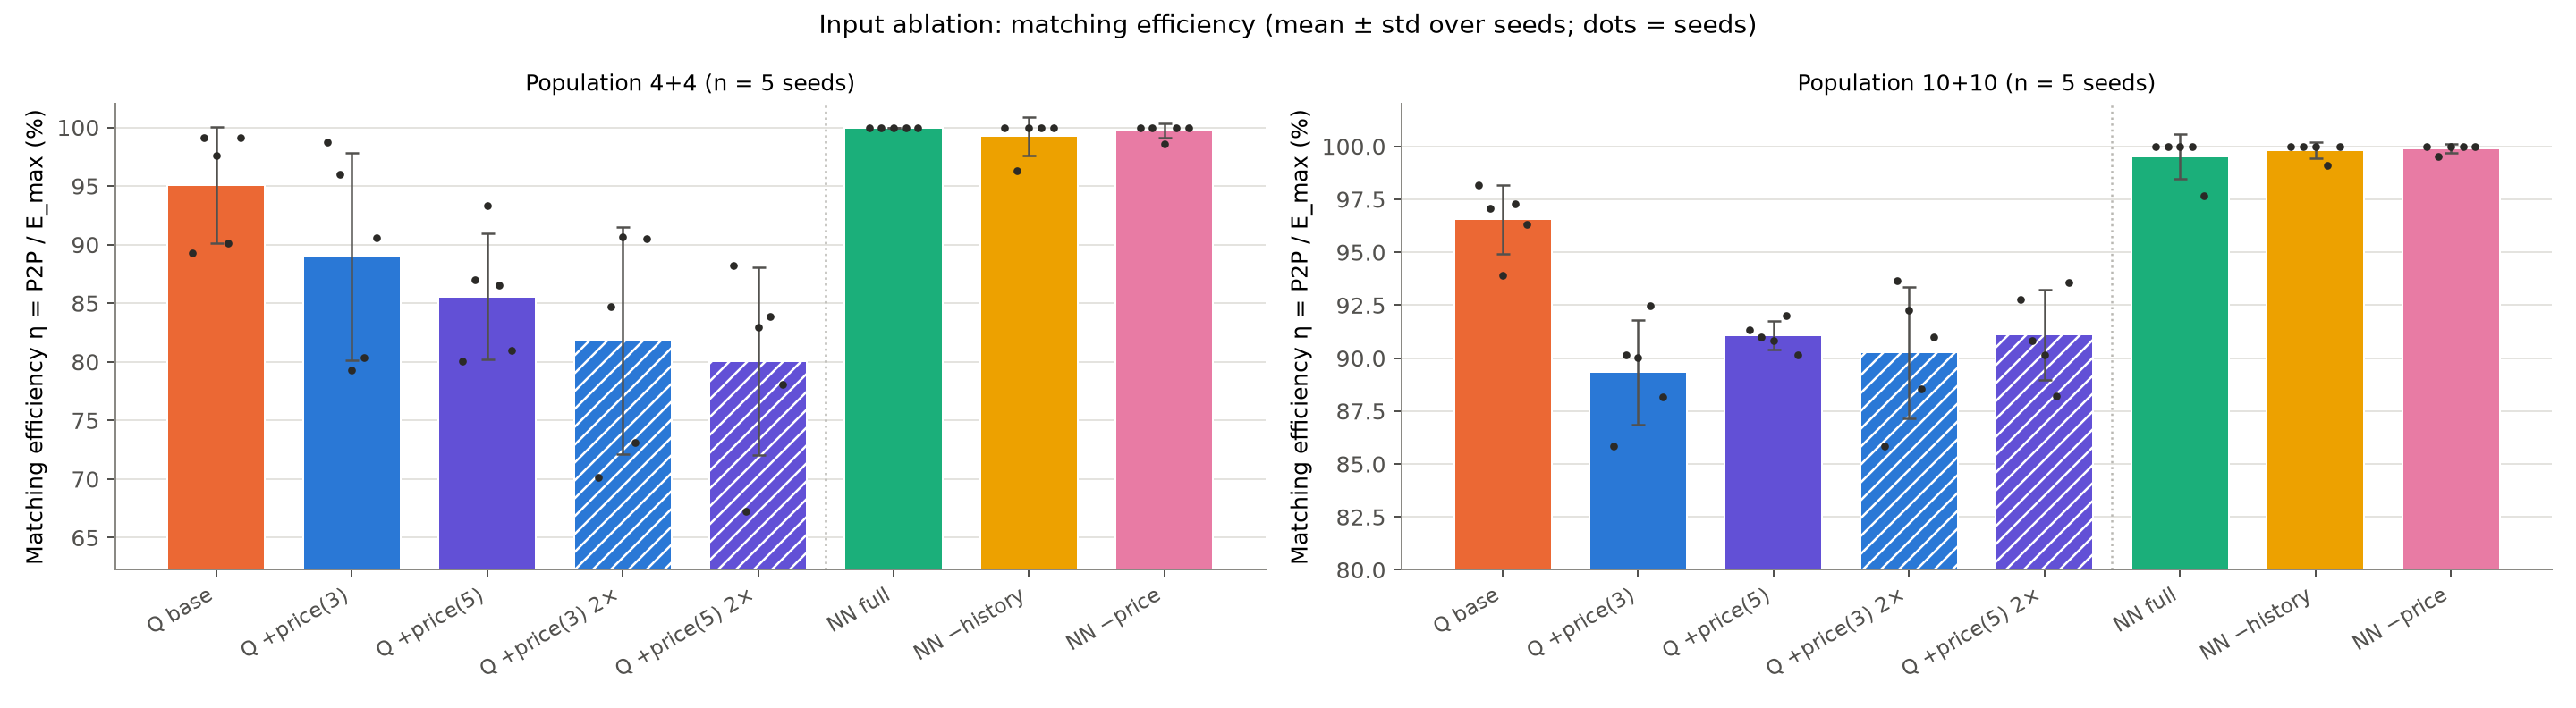 Input ablation: matching efficiency (mean ± std over seeds; dots = seeds)
Population 4+4 (n = 5 seeds)
Matching efficiency η = P2P / E_max (%)
100
95
90
85
80
75
70
65
Q base
Q +price(3)
Q +price(5)
Q +price(3) 2×
Q +price(5) 2×
NN full
NN −history
NN −price
Population 10+10 (n = 5 seeds)
Matching efficiency η = P2P / E_max (%)
100.0
97.5
95.0
92.5
90.0
87.5
85.0
82.5
80.0
Q base
Q +price(3)
Q +price(5)
Q +price(3) 2×
Q +price(5) 2×
NN full
NN −history
NN −price